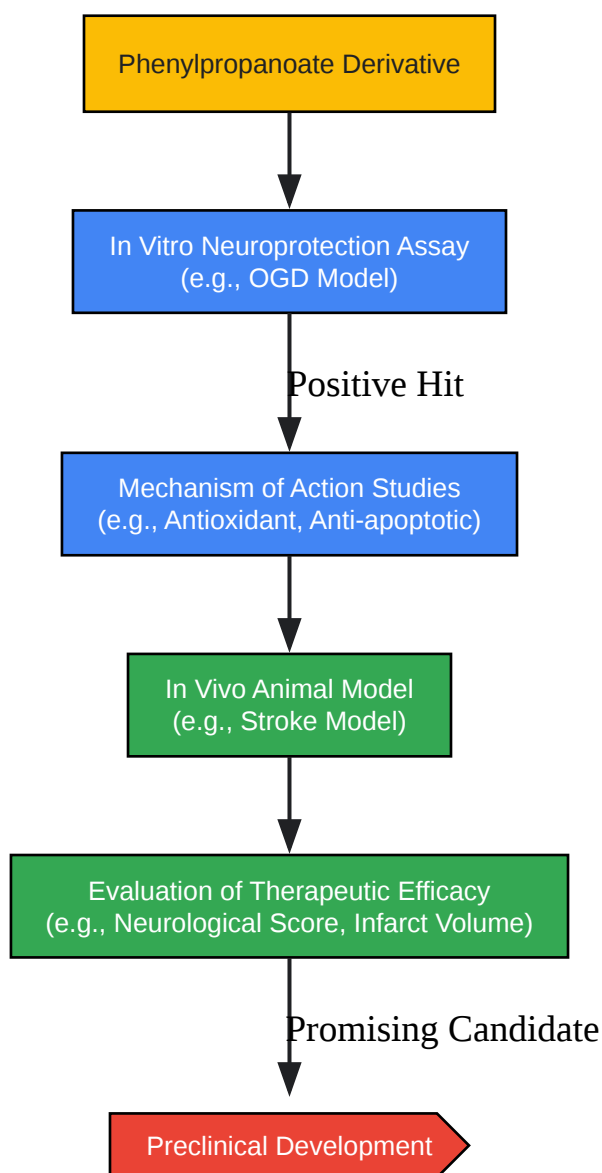 Phenylpropanoate Derivative
In Vitro Neuroprotection Assay
(e.g., OGD Model)
Positive Hit
Mechanism of Action Studies
(e.g., Antioxidant, Anti-apoptotic)
In Vivo Animal Model
(e.g., Stroke Model)
Evaluation of Therapeutic Efficacy
(e.g., Neurological Score, Infarct Volume)
Promising Candidate
Preclinical Development